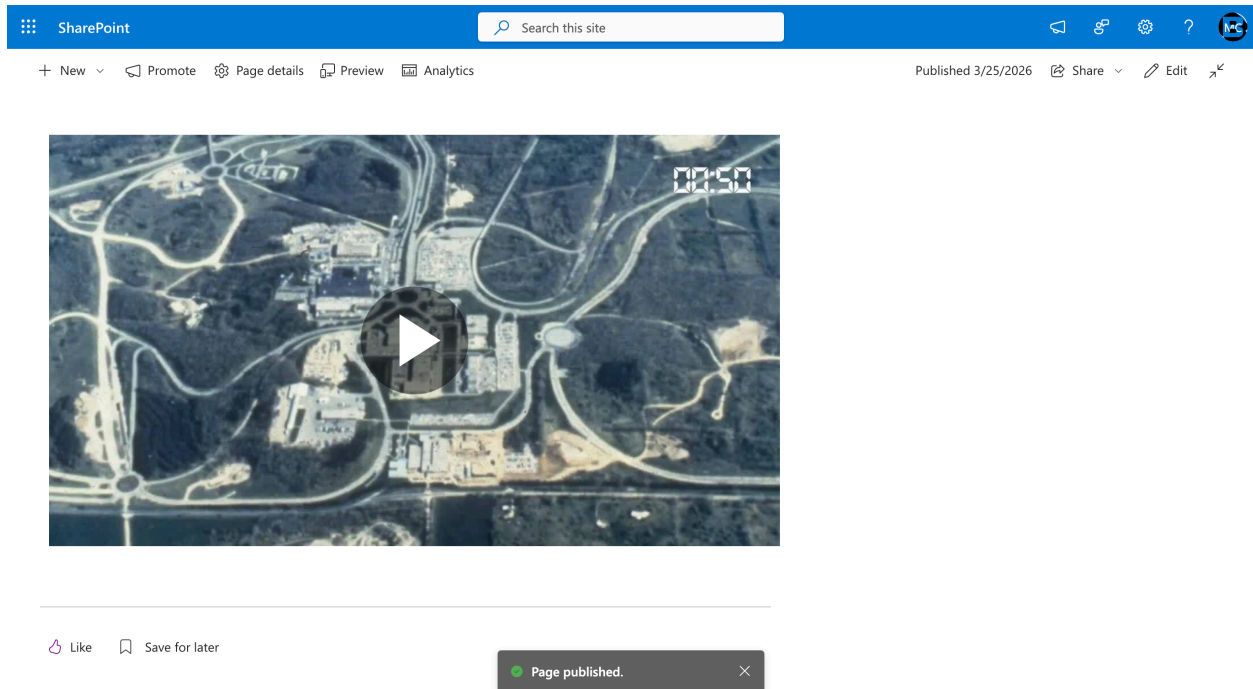 SharePoint
Search this site
MC
New
Promote
Page details
Preview
Analytics
Published 3/25/2026
Share
Edit
00:50
Like
Save for later
Page published.